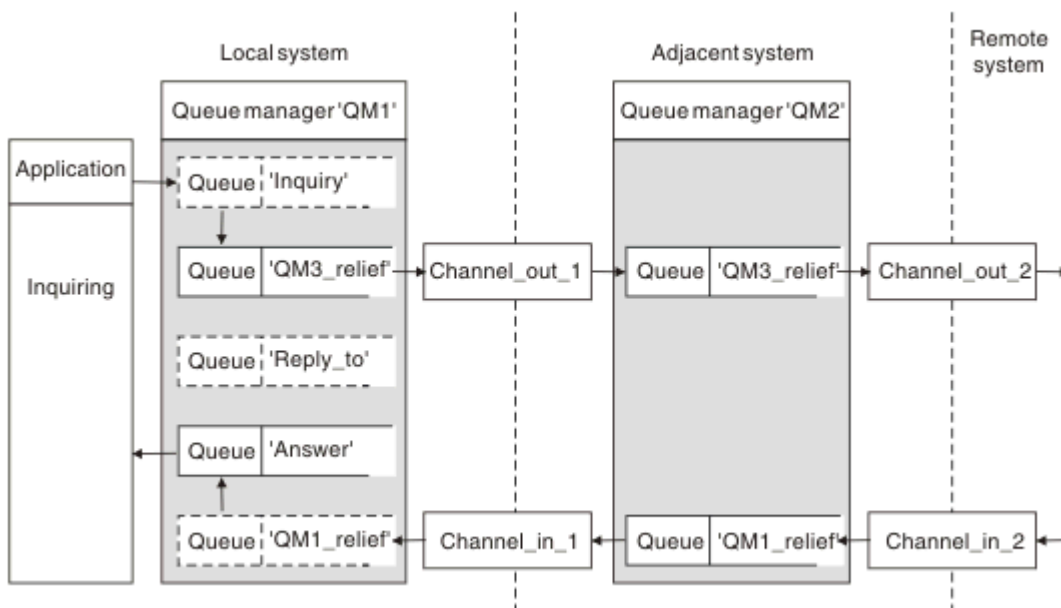 Local system
Adjacent system
Remote
system
Queue manager 'QM1'
Queue manager 'QM2'
Application
Inquiring
Queue 'Inquiry'
Queue 'QM3_relief'
Channel_out_1
Queue 'QM3_relief'
Channel_out_2
Queue 'Reply_to'
Queue 'Answer'
Queue 'QM1_relief'
Channel_in_1
Queue 'QM1_relief'
Channel_in_2